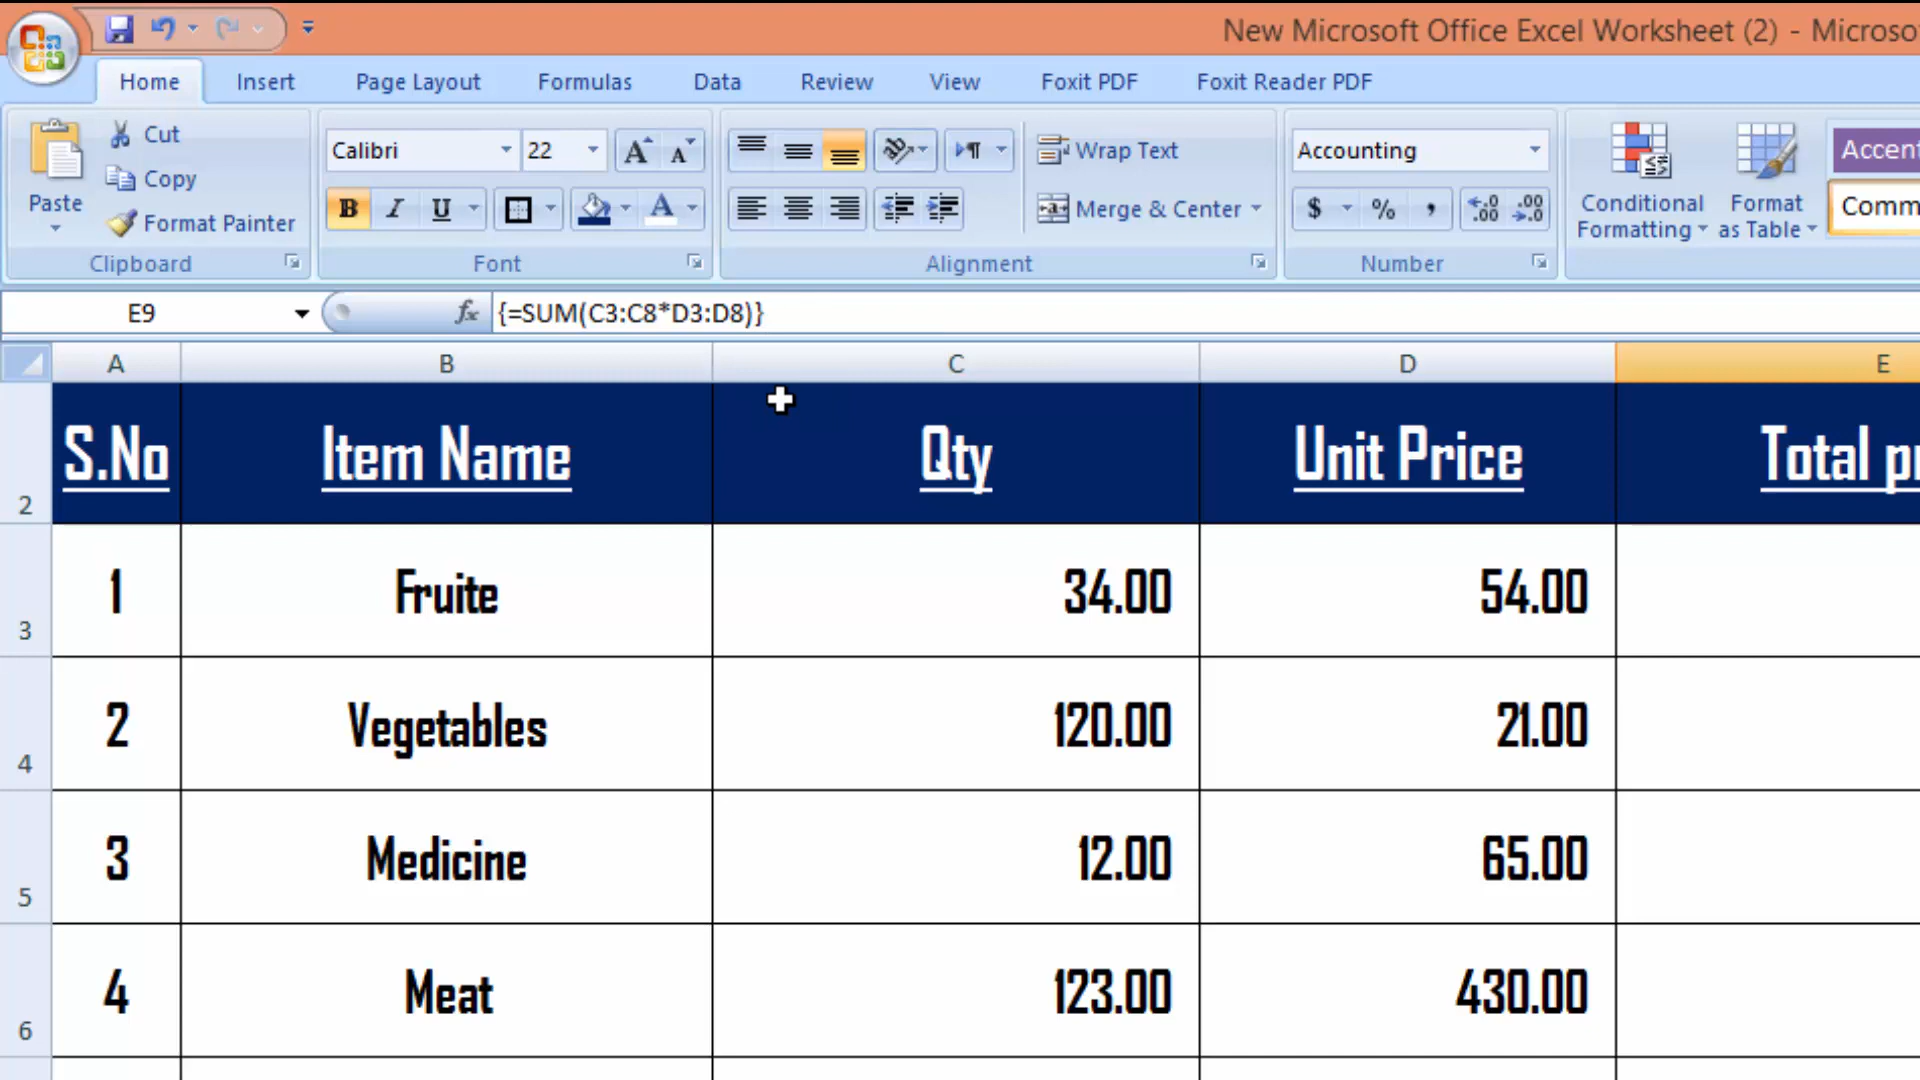 New Microsoft Office Excel Worksheet (2) - Microso
Home Insert Page Layout Formulas Data Review View Foxit PDF Foxit Reader PDF
Paste
Cut
Copy
Format Painter
Clipboard
Calibri 22
B I U A
Font
Wrap Text
Merge & Center
Alignment
Accounting
$ % ,
Number
Conditional
Formatting
Format
as Table
Accent
Comm
E9 fx {=SUM(C3:C8*D3:D8)}
A B C D E
2 S.No Item Name Qty Unit Price Total pr
3 1 Fruite 34.00 54.00
4 2 Vegetables 120.00 21.00
5 3 Medicine 12.00 65.00
6 4 Meat 123.00 430.00